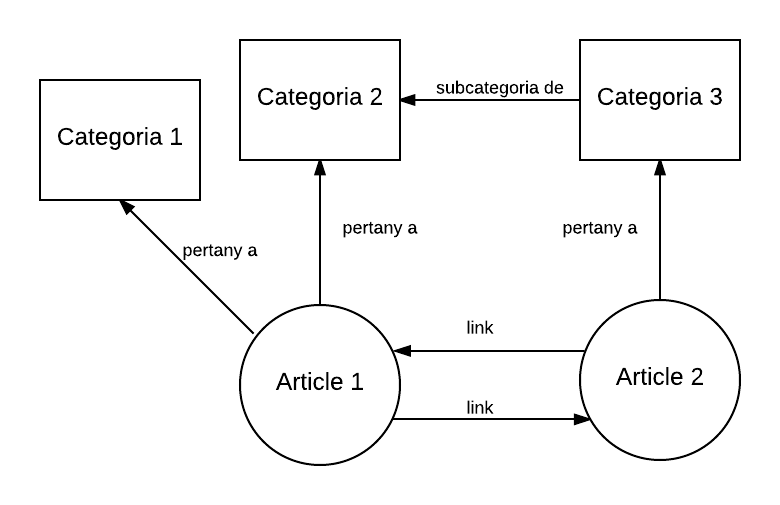 subcategoria de
Categoria 1
Categoria 2
Categoria 3
pertany a
pertany a
pertany a
link
Article 1
Article 2
link